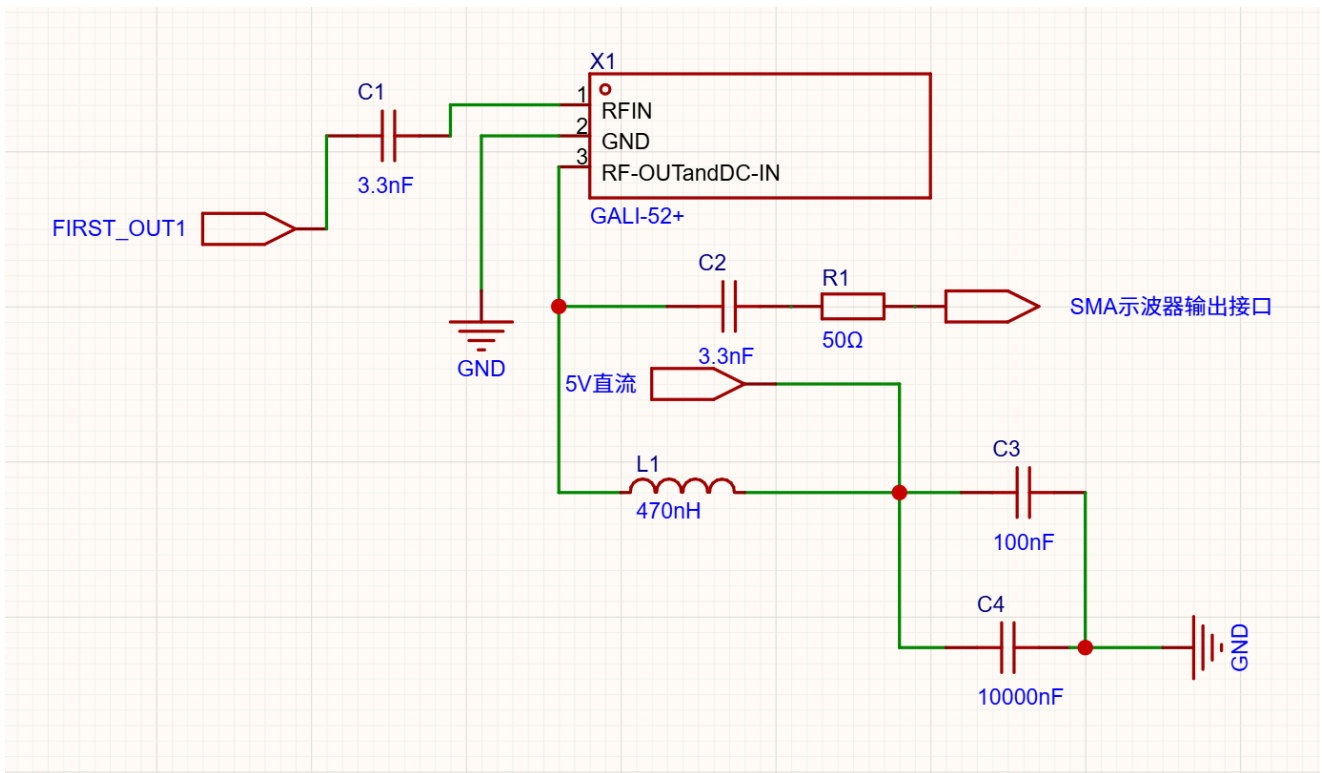 X1
C1
1
RFIN
2
GND
3
RF-OUTandDC-IN
3.3nF
GALI-52+
FIRST_OUT1
C2
R1
SMA示波器输出接口
50Ω
3.3nF
GND
5V直流
C3
L1
470nH
100nF
C4
GND
10000nF